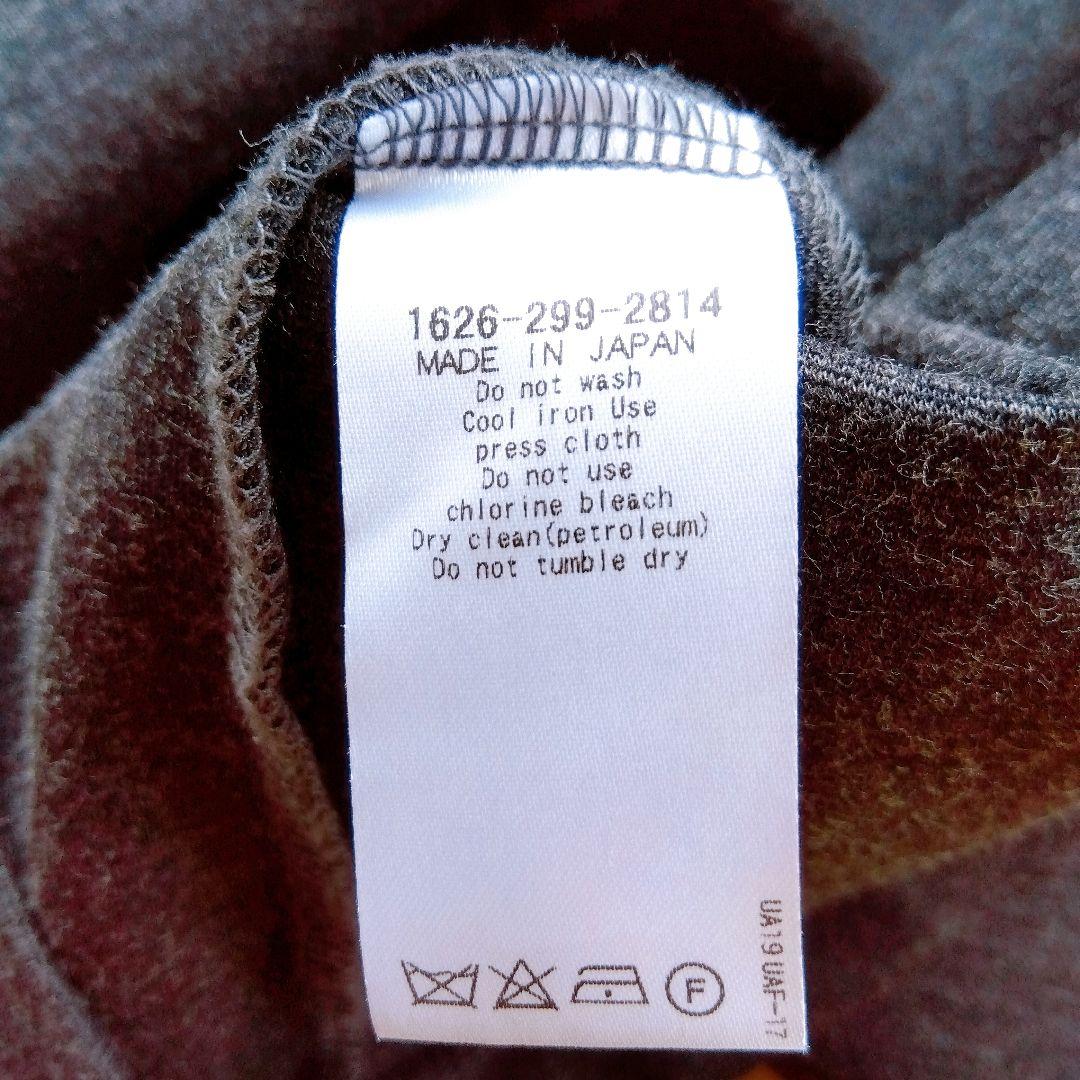 1626-299-2814
MADE IN JAPAN
Do not wash
Cool iron Use
press cloth
Do not use
chlorine bleach
Dry clean(petroleum)
Do not tumble dry
F
UA19UAF-17